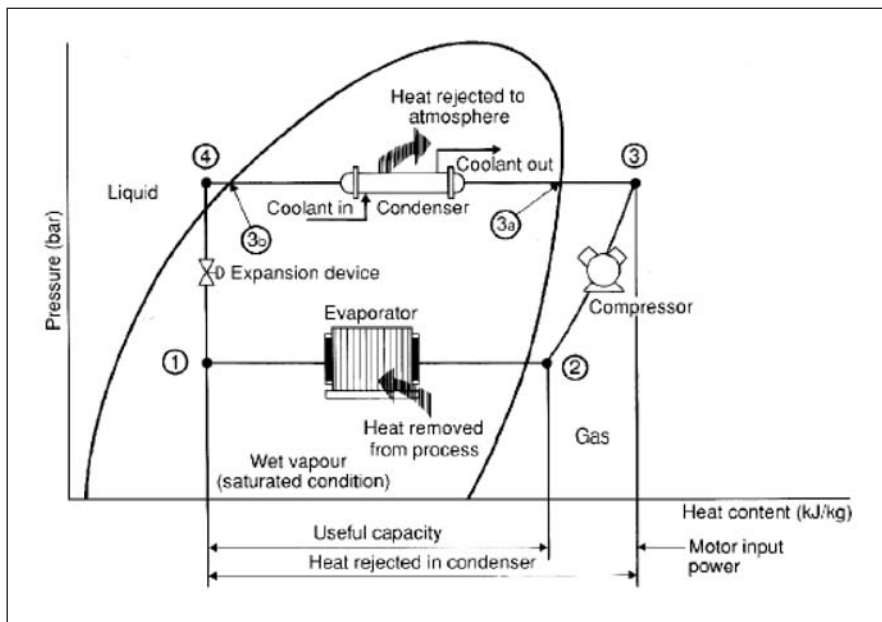 Heat rejected to
atmosphere
4
3
Coolant out
Liquid
Coolant in
Condenser
3b
3a
Expansion device
Compressor
Evaporator
1
2
Heat removed
from process
Gas
Wet vapour
(saturated condition)
Pressure (bar)
Heat content (kJ/kg)
Useful capacity
Heat rejected in condenser
Motor input
power